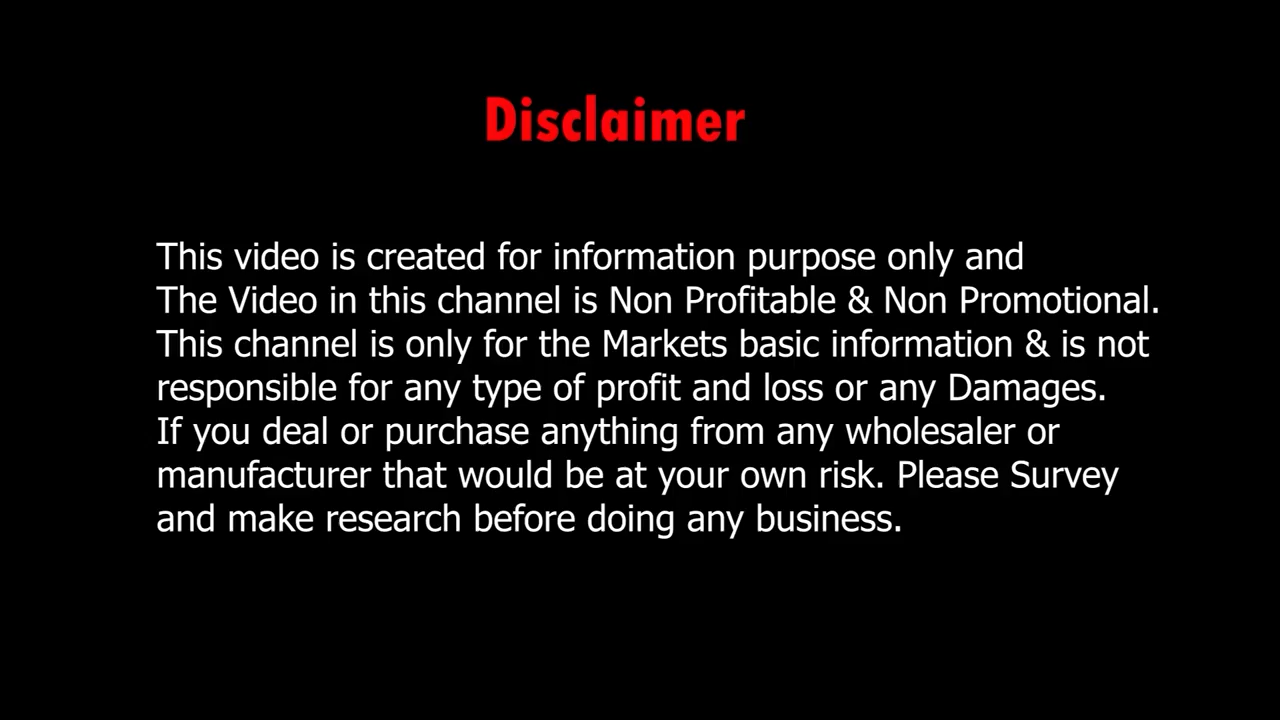 Disclaimer
This video is created for information purpose only and
The Video in this channel is Non Profitable & Non Promotional.
This channel is only for the Markets basic information & is not
responsible for any type of profit and loss or any Damages.
If you deal or purchase anything from any wholesaler or
manufacturer that would be at your own risk. Please Survey
and make research before doing any business.